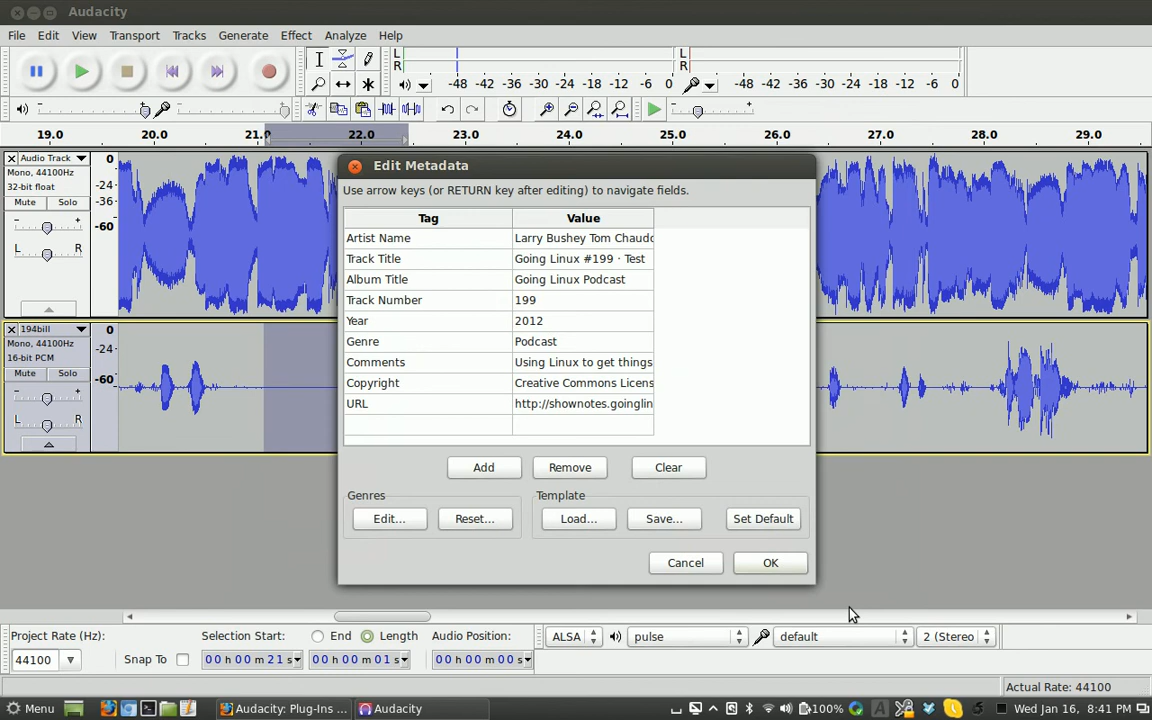 Audacity
File Edit View Transport Tracks Generate Effect Analyze Help
L
R
-48 -42 -36 -30 -24 -18 -12 -6 0
L
R
-48 -42 -36 -30 -24 -18 -12 -6 0
19.0 20.0 21.0 22.0 23.0 24.0 25.0 26.0 27.0 28.0 29.0
Audio Track
Mono, 44100Hz
32-bit float
Mute Solo
- +
L R
0
-24
-36
-60
194bill
Mono, 44100Hz
16-bit PCM
Mute Solo
- +
L R
0
-24
-60
Edit Metadata
Use arrow keys (or RETURN key after editing) to navigate fields.
Tag Value
Artist Name Larry Bushey Tom Chaudo
Track Title Going Linux #199 · Test
Album Title Going Linux Podcast
Track Number 199
Year 2012
Genre Podcast
Comments Using Linux to get things
Copyright Creative Commons Licens
URL http://shownotes.goinglin
Add Remove Clear
Genres Template
Edit... Reset... Load... Save... Set Default
Cancel OK
Project Rate (Hz): Selection Start: End Length Audio Position: ALSA pulse default 2 (Stereo
44100 Snap To 00 h 00 m 21 s 00 h 00 m 01 s 00 h 00 m 00 s
Actual Rate: 44100
Menu Audacity: Plug-Ins ... Audacity 100% Wed Jan 16, 8:41 PM